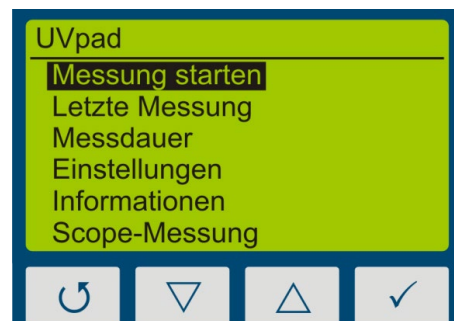 UVpad
Messung starten
Letzte Messung
Messdauer
Einstellungen
Informationen
Scope-Messung